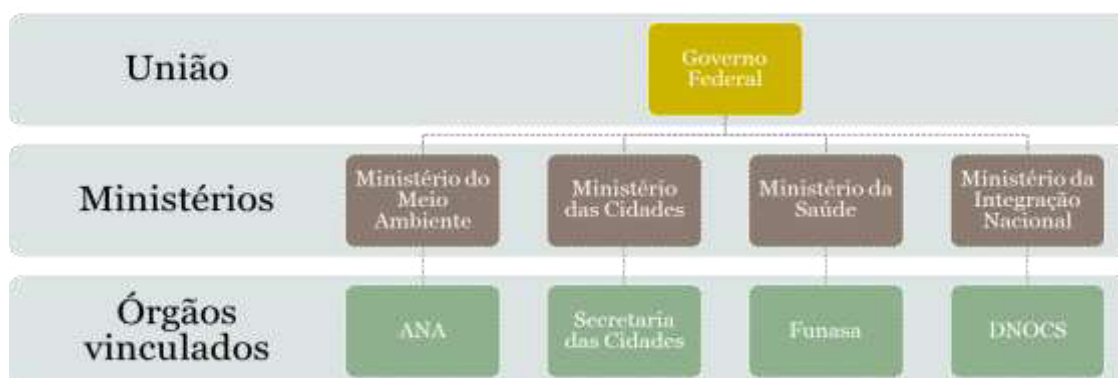 União
Governo
Federal
Ministérios
Ministério do
Meio
Ambiente
Ministério
das Cidades
Ministério da
Saúde
Ministério da
Integração
Nacional
Órgãos
vinculados
ANA
Secretaria
das Cidades
Funasa
DNOCS